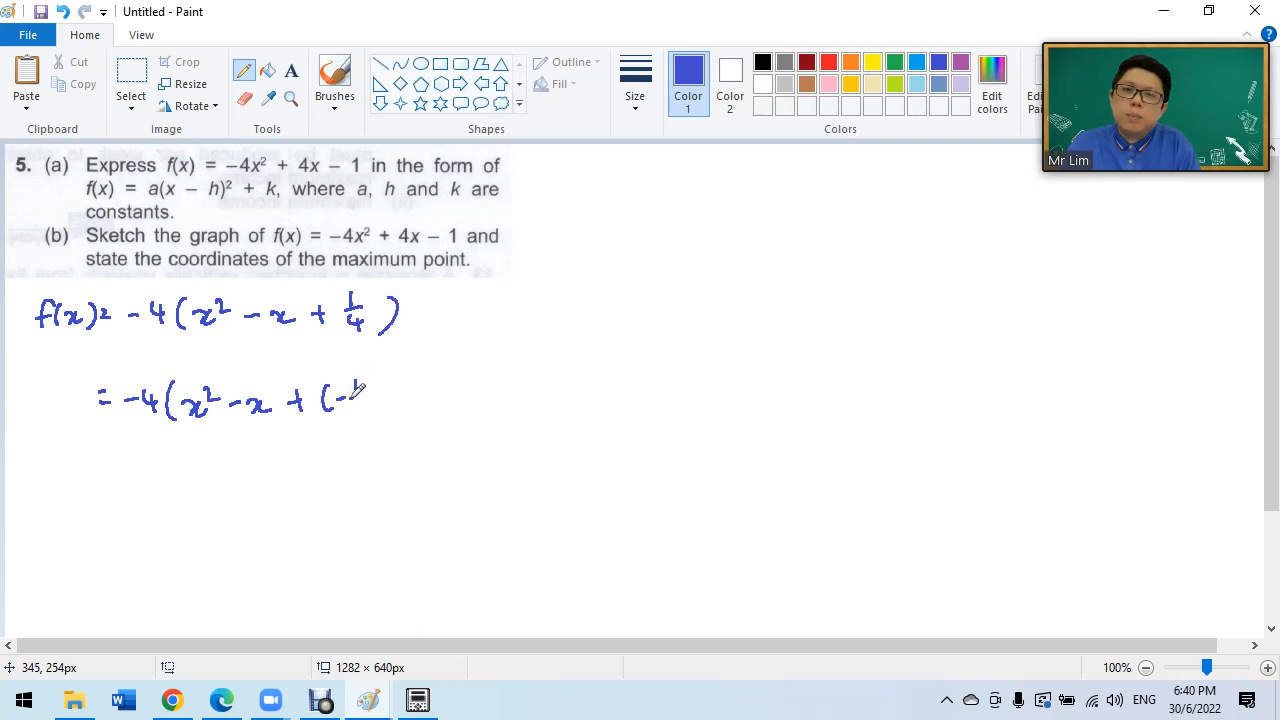 Untitled - Paint
File Home View
Paste Cut Copy Clipboard
Select Crop Resize Rotate Image
Tools
Brushes
Shapes
Outline Fill
Size
Color 1
Color 2
Edit colors
Colors
Edit Pai
Mr Lim
5. (a) Express f(x) = −4x² + 4x − 1 in the form of
f(x) = a(x − h)² + k, where a, h and k are
constants.
(b) Sketch the graph of f(x) = −4x² + 4x − 1 and
state the coordinates of the maximum point.
f(x) = -4(x² - x + 1/4)
= -4(x² - x + (-1
345, 254px
1282 × 640px
100%
ENG
6:40 PM
30/6/2022